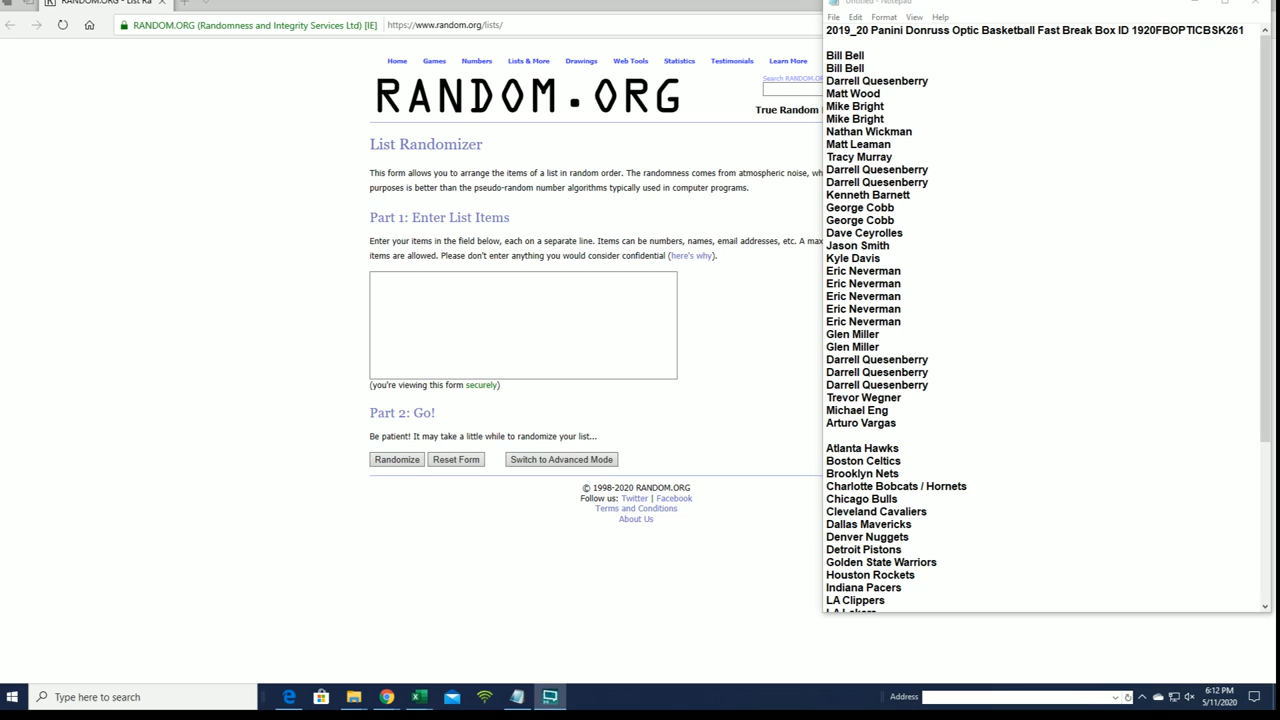 RANDOM.ORG - List Ra
RANDOM.ORG (Randomness and Integrity Services Ltd) [IE]
https://www.random.org/lists/
Home Games Numbers Lists & More Drawings Web Tools Statistics Testimonials Learn More
Search RANDOM.OR
RANDOM.ORG
True Random
List Randomizer
This form allows you to arrange the items of a list in random order. The randomness comes from atmospheric noise, wh
purposes is better than the pseudo-random number algorithms typically used in computer programs.
Part 1: Enter List Items
Enter your items in the field below, each on a separate line. Items can be numbers, names, email addresses, etc. A max
items are allowed. Please don't enter anything you would consider confidential (here's why).
(you're viewing this form securely)
Part 2: Go!
Be patient! It may take a little while to randomize your list...
Randomize Reset Form Switch to Advanced Mode
© 1998-2020 RANDOM.ORG
Follow us: Twitter | Facebook
Terms and Conditions
About Us
Untitled - Notepad
File Edit Format View Help
2019_20 Panini Donruss Optic Basketball Fast Break Box ID 1920FBOPTICBSK261
Bill Bell
Bill Bell
Darrell Quesenberry
Matt Wood
Mike Bright
Mike Bright
Nathan Wickman
Matt Leaman
Tracy Murray
Darrell Quesenberry
Darrell Quesenberry
Kenneth Barnett
George Cobb
George Cobb
Dave Ceyrolles
Jason Smith
Kyle Davis
Eric Neverman
Eric Neverman
Eric Neverman
Eric Neverman
Eric Neverman
Glen Miller
Glen Miller
Darrell Quesenberry
Darrell Quesenberry
Darrell Quesenberry
Trevor Wegner
Michael Eng
Arturo Vargas
Atlanta Hawks
Boston Celtics
Brooklyn Nets
Charlotte Bobcats / Hornets
Chicago Bulls
Cleveland Cavaliers
Dallas Mavericks
Denver Nuggets
Detroit Pistons
Golden State Warriors
Houston Rockets
Indiana Pacers
LA Clippers
LA Lakers
Type here to search
Address
6:12 PM
5/11/2020